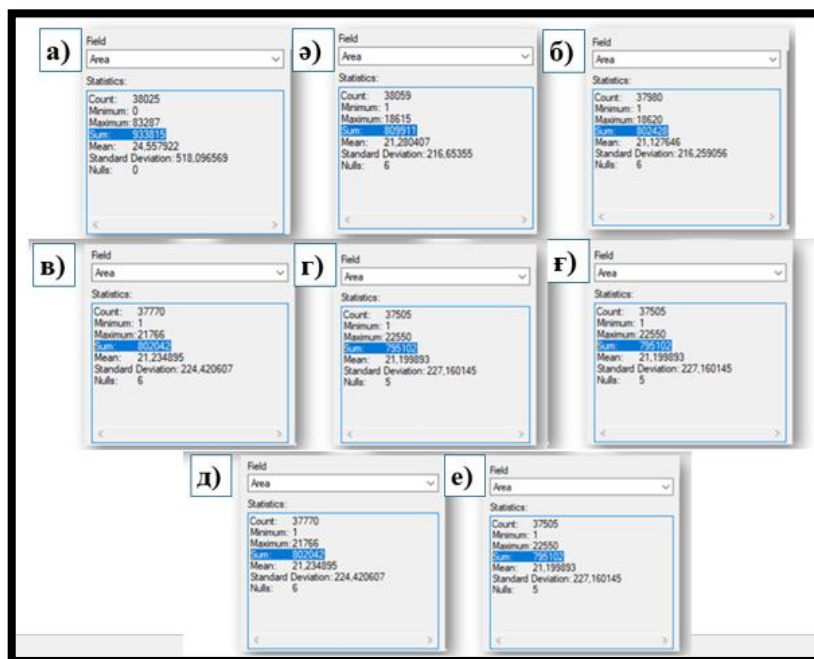 а)
Field
Area
Statistics:
Count: 38025
Minimum: 0
Maximum: 83287
Sum: 933815
Mean: 24,557922
Standard Deviation: 518,096569
Nulls: 0
ә)
Field
Area
Statistics:
Count: 38059
Minimum: 1
Maximum: 18615
Sum: 809911
Mean: 21,280407
Standard Deviation: 216,65355
Nulls: 6
б)
Field
Area
Statistics:
Count: 37980
Minimum: 1
Maximum: 18620
Sum: 802428
Mean: 21,127646
Standard Deviation: 216,259056
Nulls: 6
в)
Field
Area
Statistics:
Count: 37770
Minimum: 1
Maximum: 21766
Sum: 802042
Mean: 21,234895
Standard Deviation: 224,420607
Nulls: 6
г)
Field
Area
Statistics:
Count: 37505
Minimum: 1
Maximum: 22550
Sum: 795102
Mean: 21,199893
Standard Deviation: 227,160145
Nulls: 5
ғ)
Field
Area
Statistics:
Count: 37505
Minimum: 1
Maximum: 22550
Sum: 795102
Mean: 21,199893
Standard Deviation: 227,160145
Nulls: 5
д)
Field
Area
Statistics:
Count: 37770
Minimum: 1
Maximum: 21766
Sum: 802042
Mean: 21,234895
Standard Deviation: 224,420607
Nulls: 6
е)
Field
Area
Statistics:
Count: 37505
Minimum: 1
Maximum: 22550
Sum: 795102
Mean: 21,199893
Standard Deviation: 227,160145
Nulls: 5